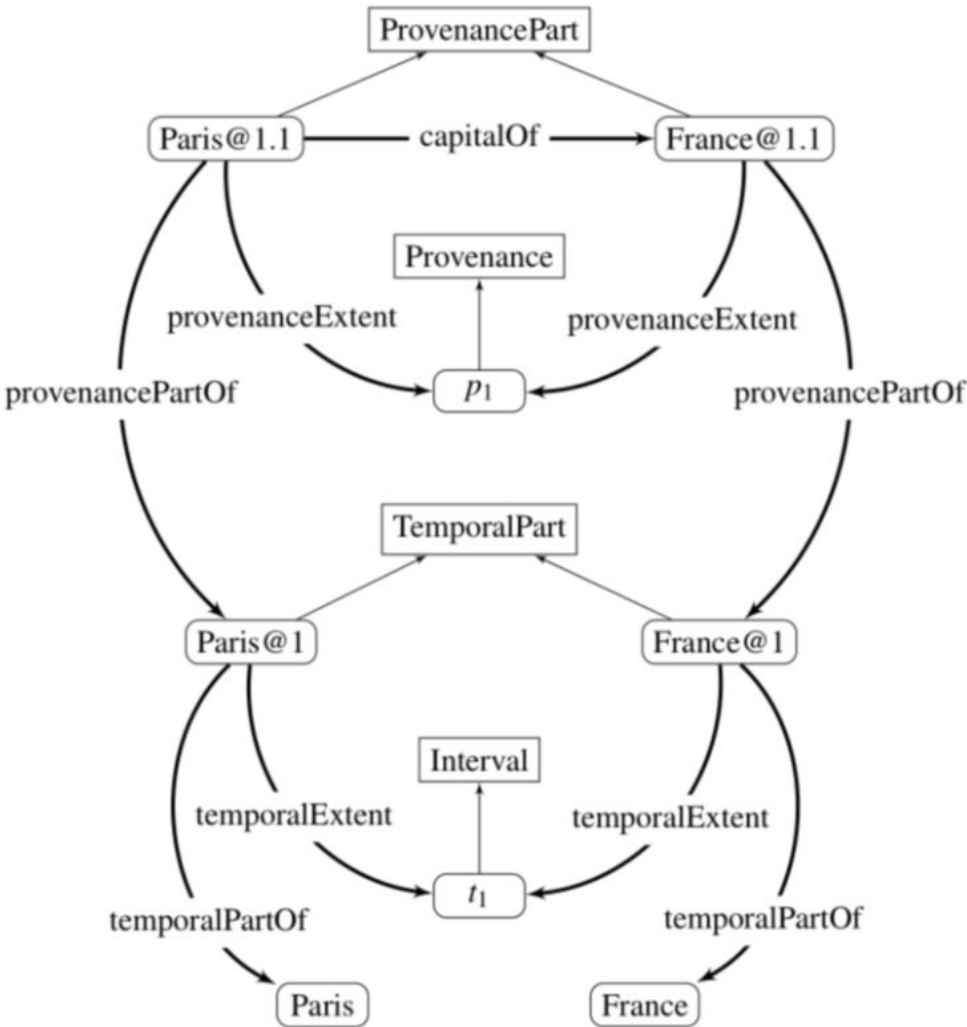 ProvenancePart
Paris@1.1
capitalOf
France@1.1
Provenance
provenanceExtent
provenanceExtent
p1
provenancePartOf
provenancePartOf
TemporalPart
Paris@1
France@1
Interval
temporalExtent
temporalExtent
t1
temporalPartOf
temporalPartOf
Paris
France